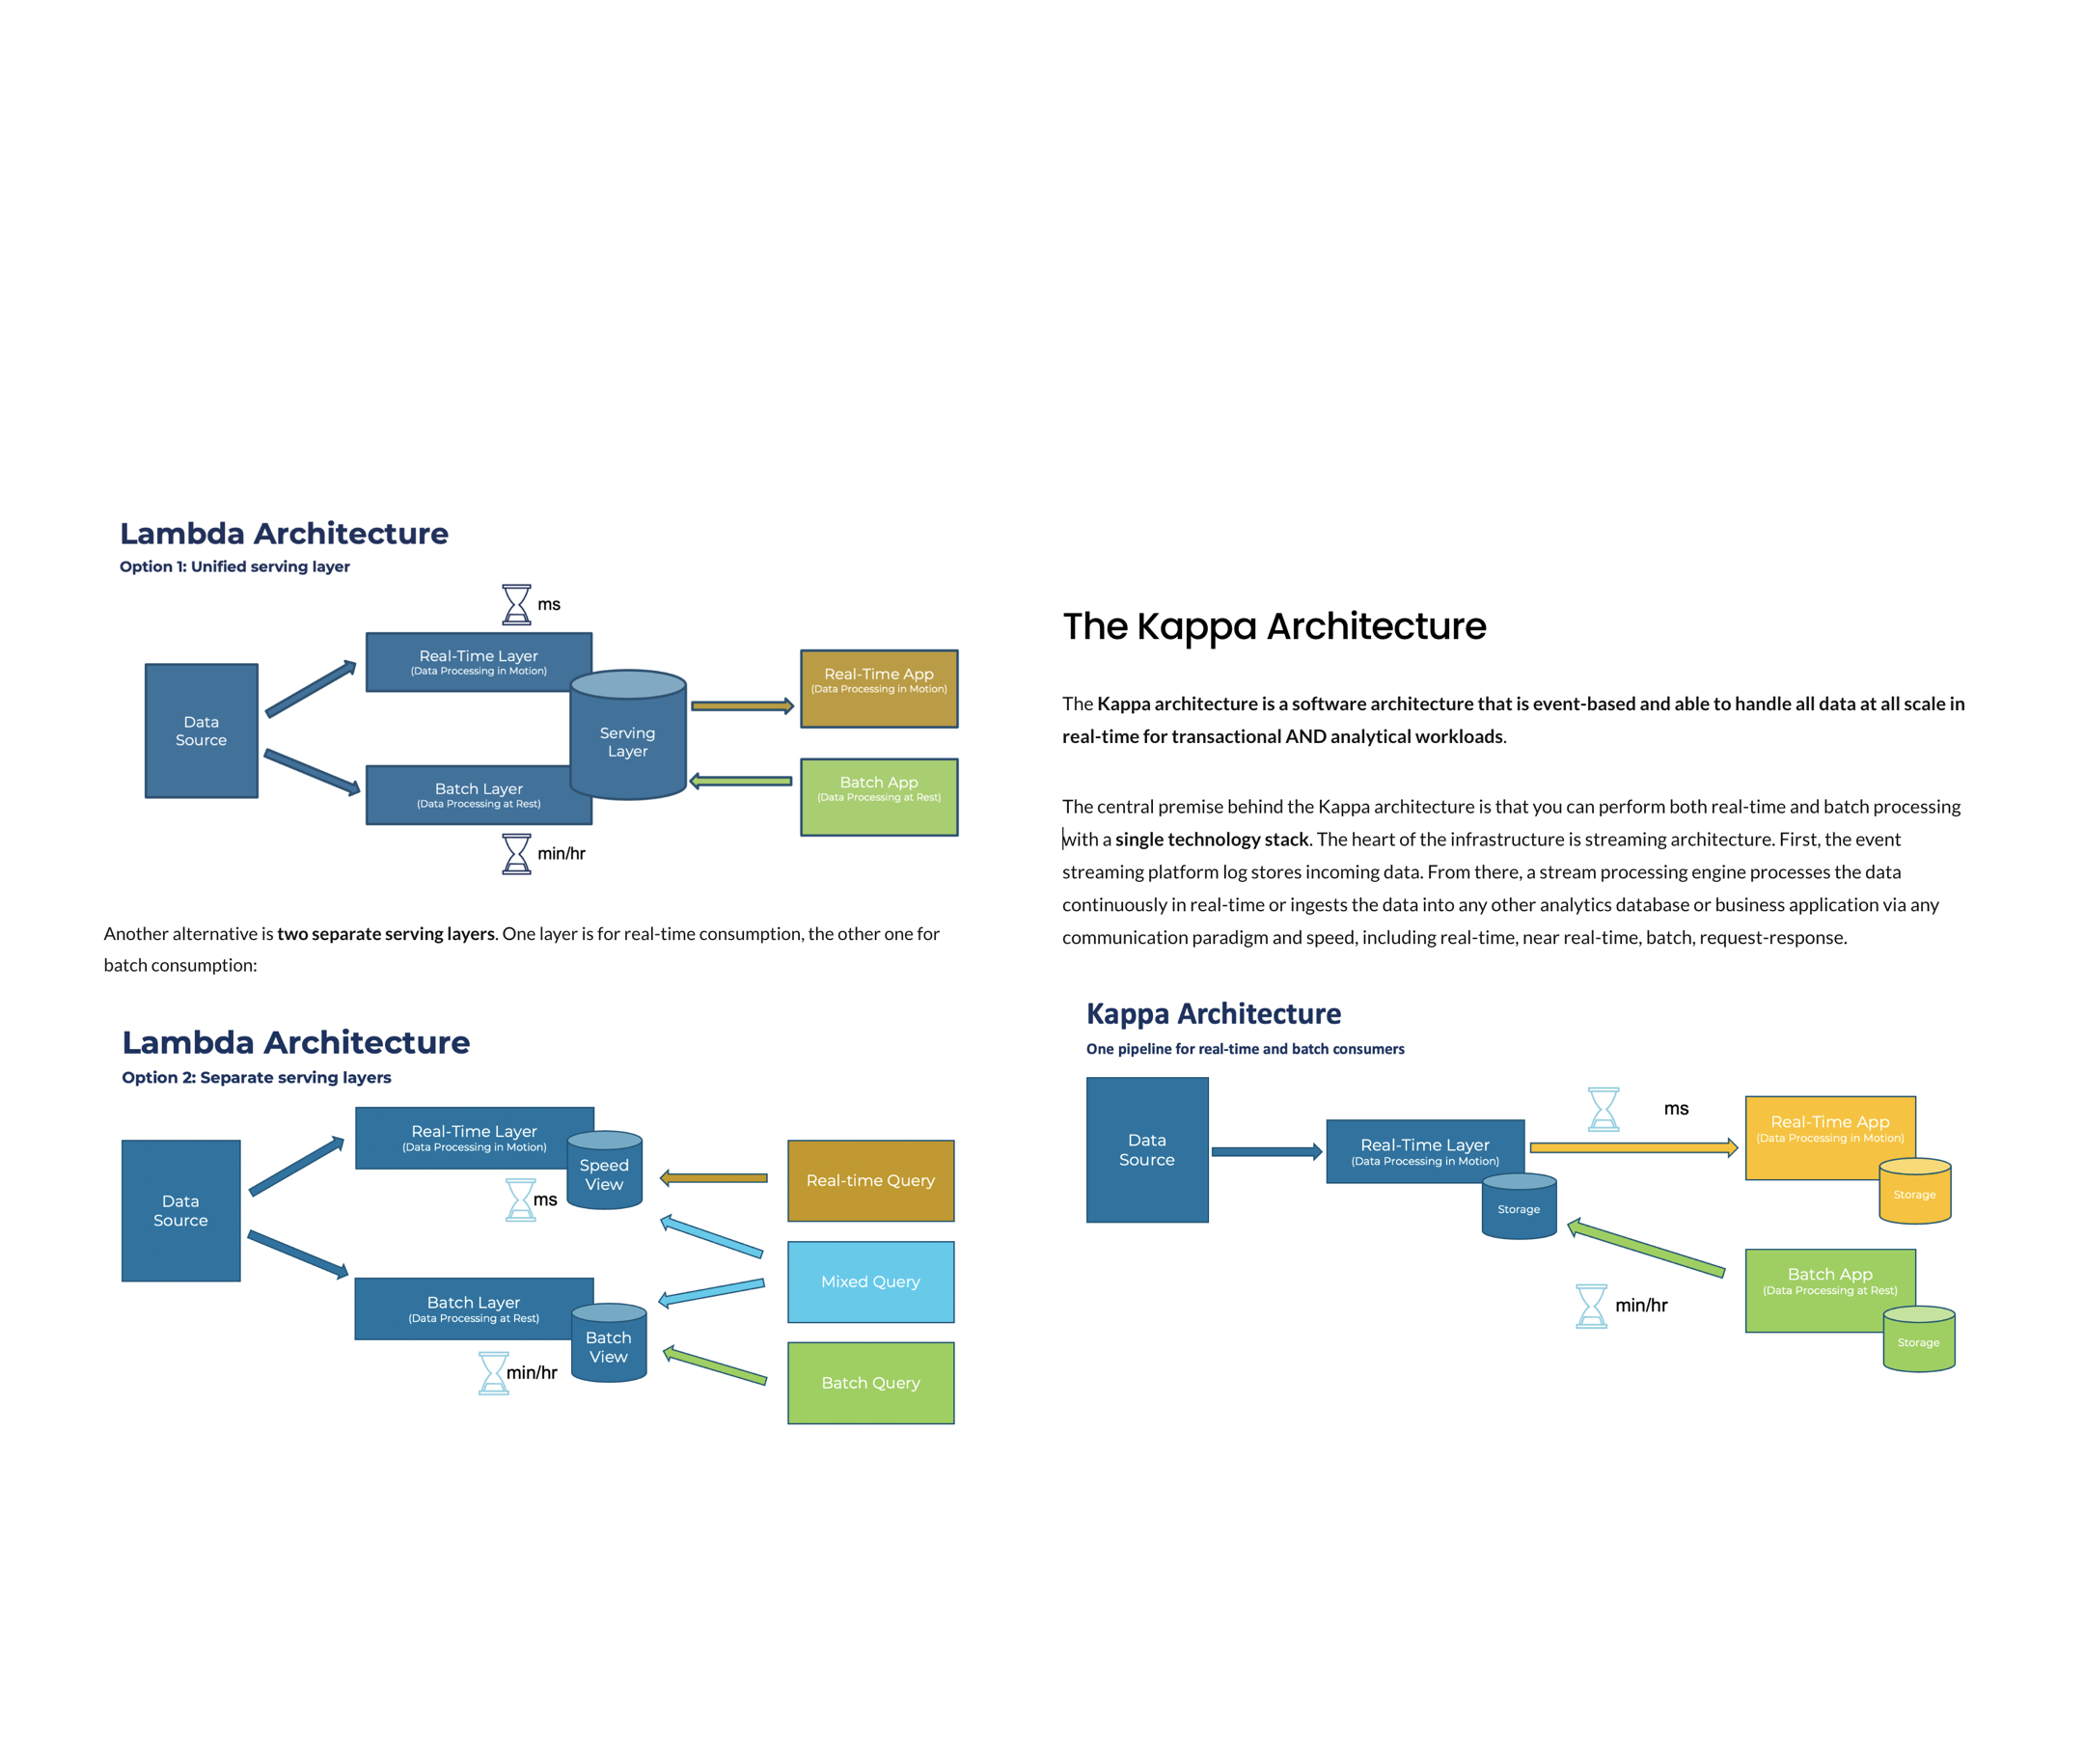 Lambda Architecture
Option 1: Unified serving layer
ms
Real-Time Layer
(Data Processing in Motion)
Data
Source
Serving
Layer
Batch Layer
(Data Processing at Rest)
min/hr
Real-Time App
(Data Processing in Motion)
Batch App
(Data Processing at Rest)
Another alternative is two separate serving layers. One layer is for real-time consumption, the other one for
batch consumption:
Lambda Architecture
Option 2: Separate serving layers
Real-Time Layer
(Data Processing in Motion)
Speed
View
ms
Data
Source
Batch Layer
(Data Processing at Rest)
Batch
View
min/hr
Real-time Query
Mixed Query
Batch Query
The Kappa Architecture
The Kappa architecture is a software architecture that is event-based and able to handle all data at all scale in
real-time for transactional AND analytical workloads.
The central premise behind the Kappa architecture is that you can perform both real-time and batch processing
with a single technology stack. The heart of the infrastructure is streaming architecture. First, the event
streaming platform log stores incoming data. From there, a stream processing engine processes the data
continuously in real-time or ingests the data into any other analytics database or business application via any
communication paradigm and speed, including real-time, near real-time, batch, request-response.
Kappa Architecture
One pipeline for real-time and batch consumers
Data
Source
Real-Time Layer
(Data Processing in Motion)
Storage
ms
Real-Time App
(Data Processing in Motion)
Storage
min/hr
Batch App
(Data Processing at Rest)
Storage